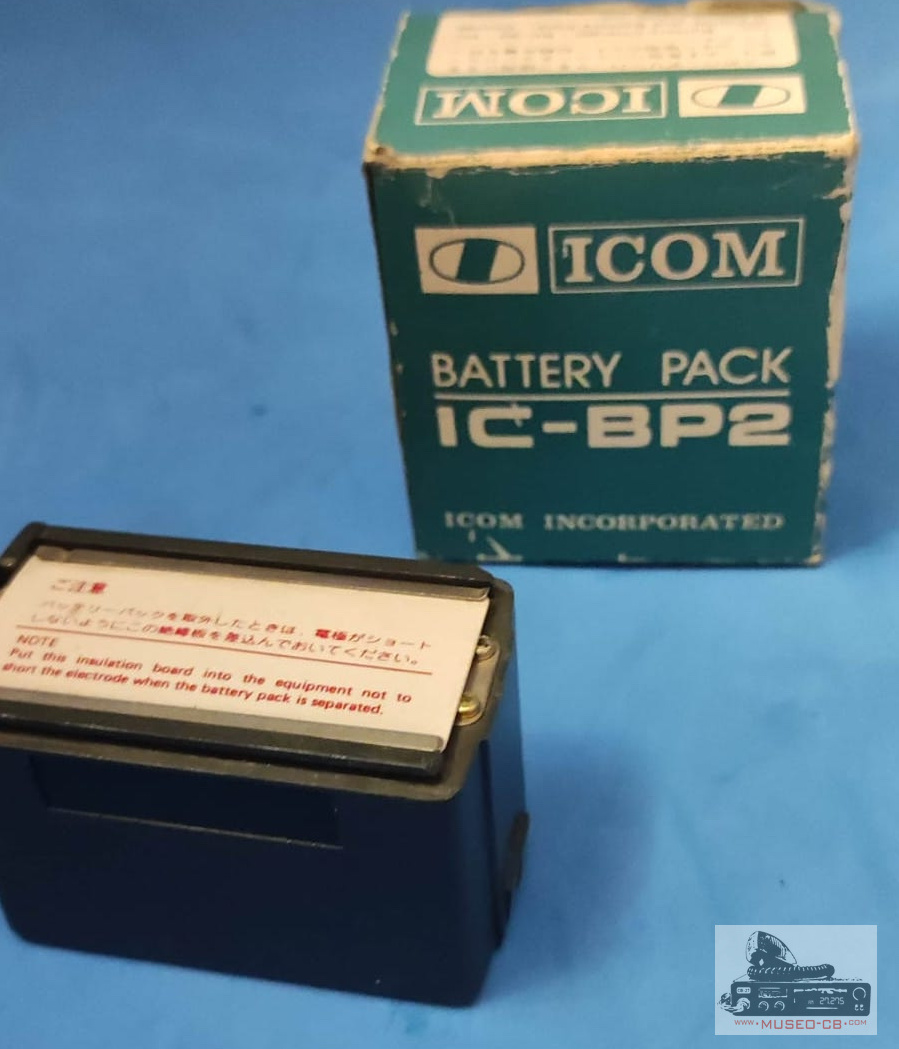 ICOM
ICOM
BATTERY PACK
IC-BP2
ICOM INCORPORATED
ご注意
バッテリーパックを取外したときは、電極がショート
しないようにこの絶縁板を差込んでおいてください。
NOTE
Put this insulation board into the equipment not to
short the electrode when the battery pack is separated.
27.275
www.MUSEO-CB.com